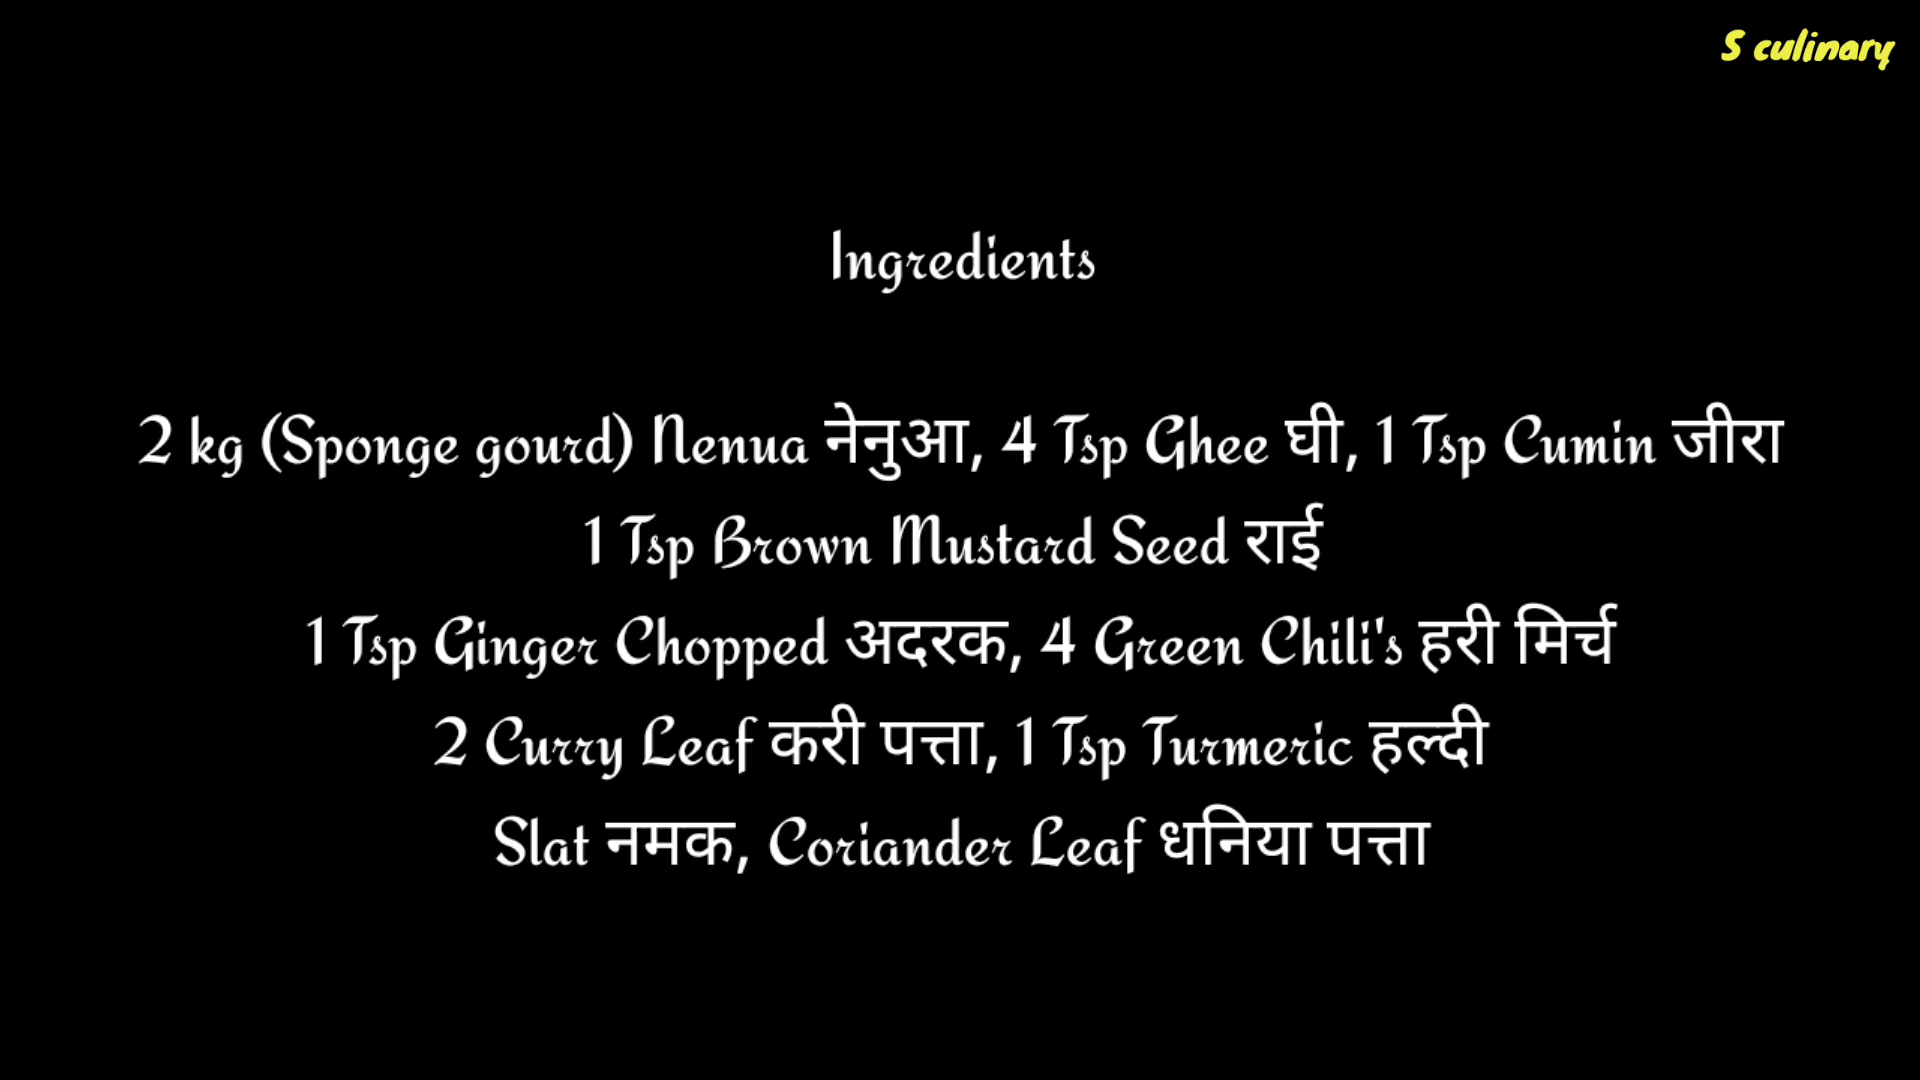 S culinary
Ingredients
2 kg (Sponge gourd) Nenua नेनुआ, 4 Tsp Ghee घी, 1 Tsp Cumin जीरा
1 Tsp Brown Mustard Seed राई
1 Tsp Ginger Chopped अदरक, 4 Green Chili's हरी मिर्च
2 Curry Leaf करी पत्ता, 1 Tsp Turmeric हल्दी
Slat नमक, Coriander Leaf धनिया पत्ता